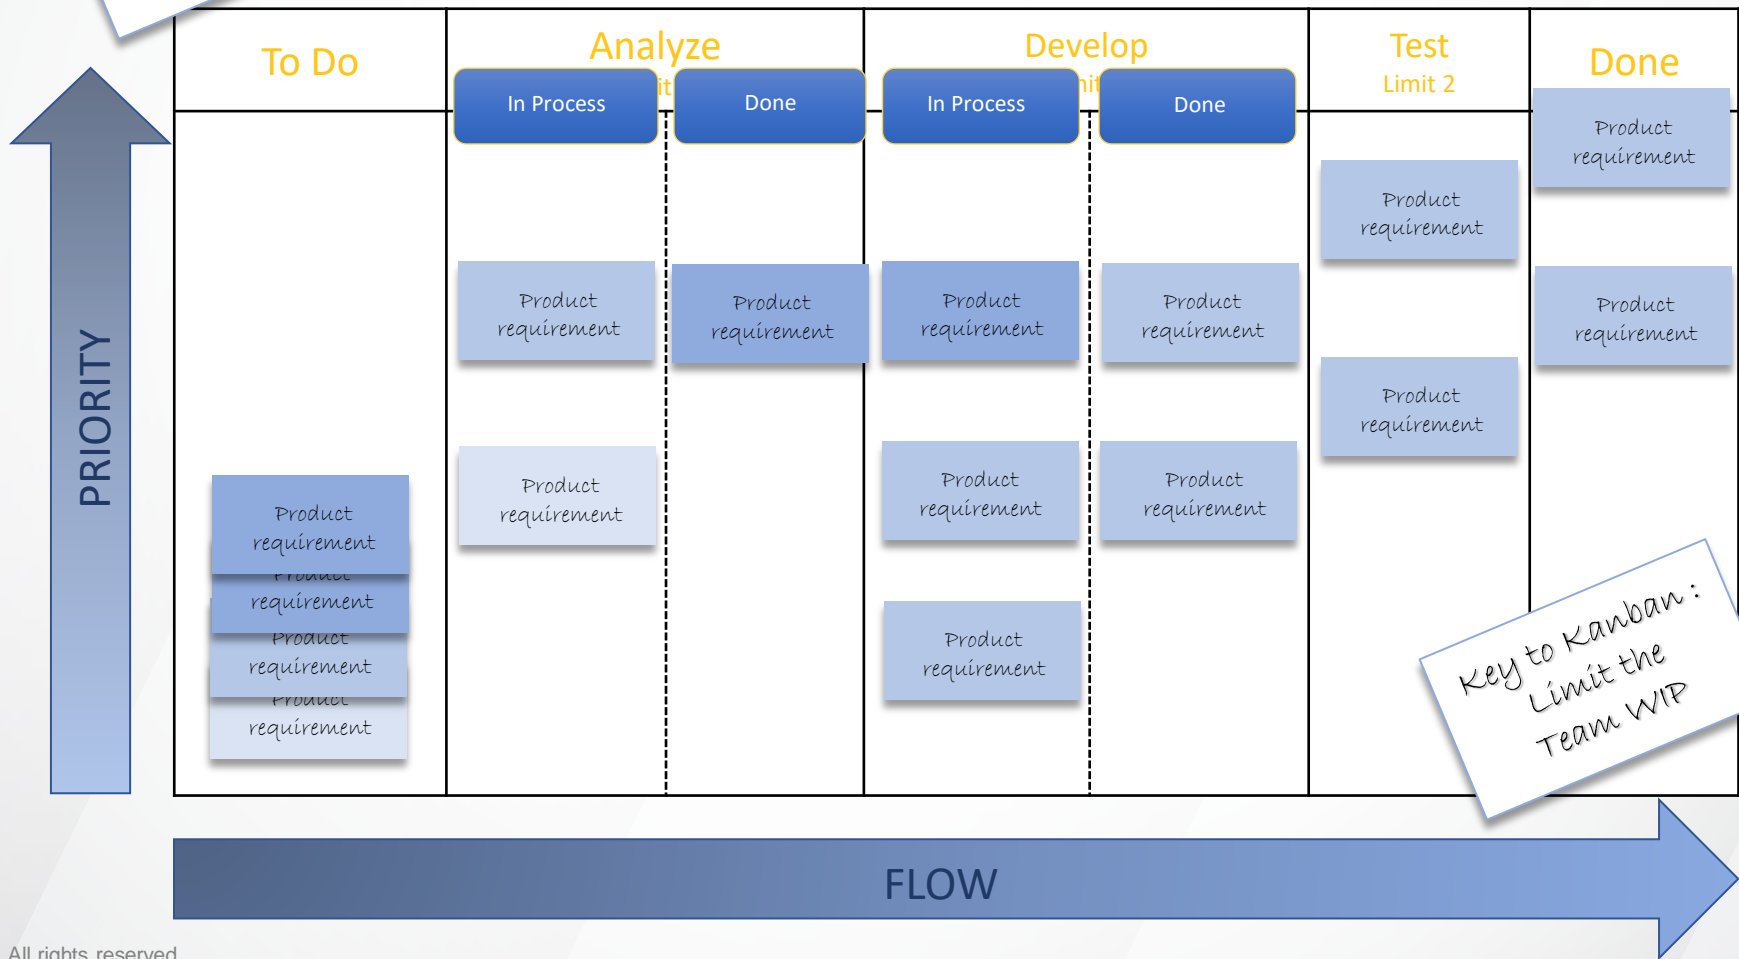 To Do
Analyze
Develop
Test
Limit 2
Done
In Process
Done
In Process
Done
PRIORITY
Product
requirement
Product
requirement
Product
requirement
Product
requirement
Product
requirement
Product
requirement
Product
requirement
Product
requirement
Product
requirement
Product
requirement
Product
requirement
Product
requirement
Product
requirement
Product
requirement
Product
requirement
Product
requirement
Key to Kanban :
Limit the
Team WIP
FLOW
All rights reserved